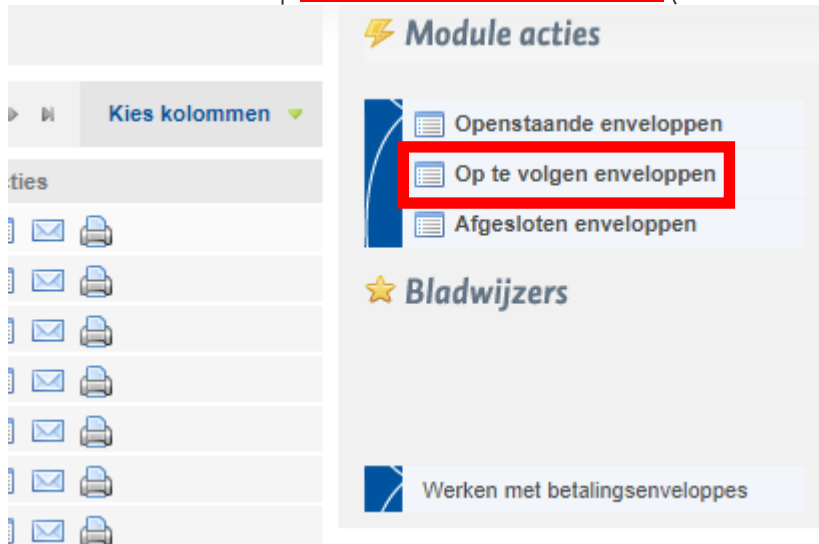 Module acties
Kies kolommen
Openstaande enveloppen
Op te volgen enveloppen
Afgesloten enveloppen
ties
Bladwijzers
Werken met betalingsenveloppes